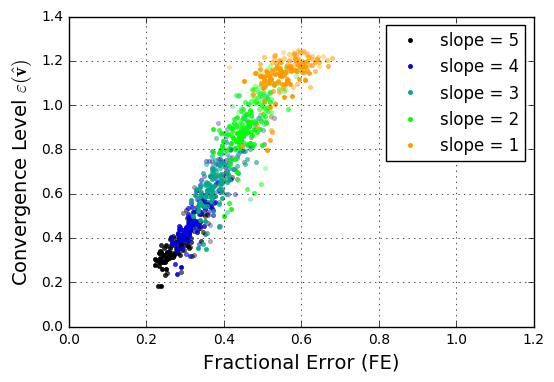 1.4
1.2
1.0
0.8
0.6
0.4
0.2
0.0
Convergence Level ε(v̂)
slope = 5
slope = 4
slope = 3
slope = 2
slope = 1
0.0 0.2 0.4 0.6 0.8 1.0 1.2
Fractional Error (FE)